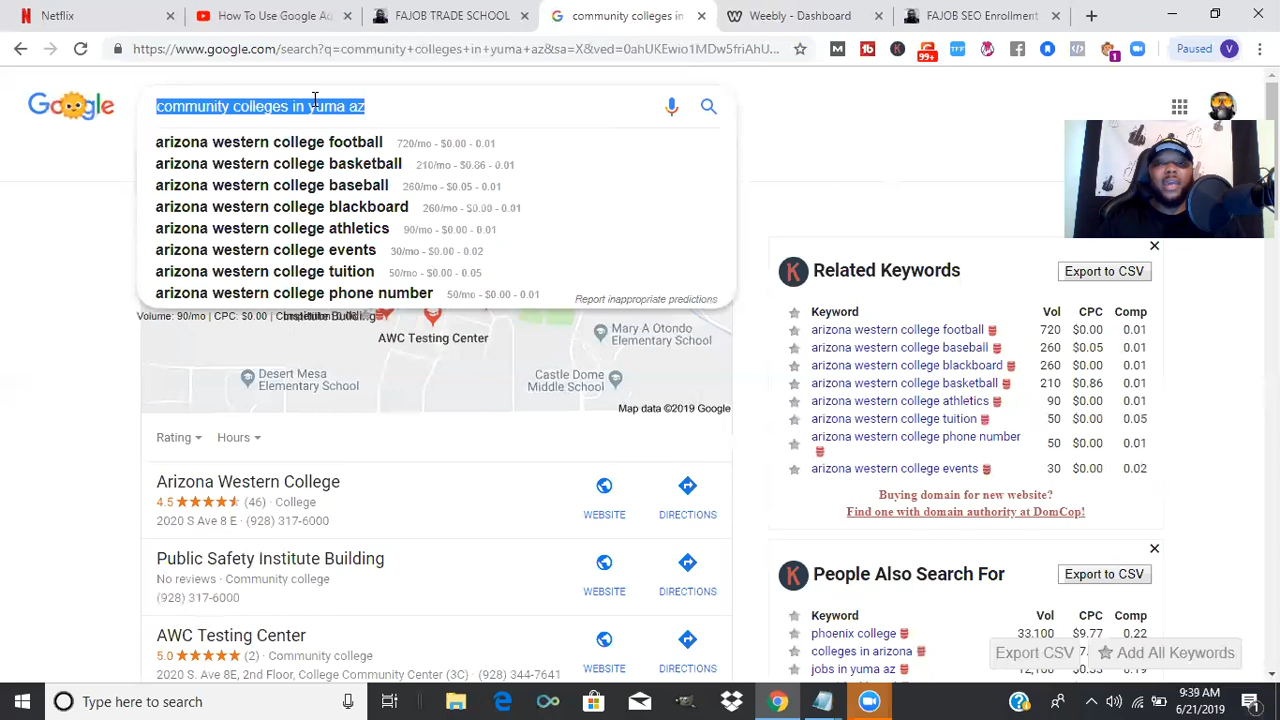 Netflix
How To Use Google Ad
FAJOB TRADE SCHOOL
community colleges in
Weebly - Dashboard
FAJOB SEO Enrollment
https://www.google.com/search?q=community+colleges+in+yuma+az&sa=X&ved=0ahUKEwio1MDw5friAhU...
99+
TFF
1
Paused
V
Google
community colleges in yuma az
arizona western college football 720/mo - $0.00 - 0.01
arizona western college basketball 210/mo - $0.86 - 0.01
arizona western college baseball 260/mo - $0.05 - 0.01
arizona western college blackboard 260/mo - $0.00 - 0.01
arizona western college athletics 90/mo - $0.00 - 0.01
arizona western college events 30/mo - $0.00 - 0.02
arizona western college tuition 50/mo - $0.00 - 0.05
arizona western college phone number 50/mo - $0.00 - 0.01
Report inappropriate predictions
Volume: 90/mo | CPC: $0.00 |
AWC Testing Center
Mary A Otondo
Elementary School
Desert Mesa
Elementary School
Castle Dome
Middle School
Map data ©2019 Google
Rating
Hours
Arizona Western College
4.5 (46) · College
2020 S Ave 8 E · (928) 317-6000
WEBSITE
DIRECTIONS
Public Safety Institute Building
No reviews · Community college
(928) 317-6000
WEBSITE
DIRECTIONS
AWC Testing Center
5.0 (2) · Community college
2020 S. Ave 8E, 2nd Floor, College Community Center (3C) · (928) 344-7641
WEBSITE
DIRECTIONS
K
Related Keywords
Export to CSV
Keyword Vol CPC Comp
arizona western college football 720 $0.00 0.01
arizona western college baseball 260 $0.05 0.01
arizona western college blackboard 260 $0.00 0.01
arizona western college basketball 210 $0.86 0.01
arizona western college athletics 90 $0.00 0.01
arizona western college tuition 50 $0.00 0.05
arizona western college phone number 50 $0.00 0.01
arizona western college events 30 $0.00 0.02
Buying domain for new website?
Find one with domain authority at DomCop!
K
People Also Search For
Export to CSV
Keyword Vol CPC Comp
phoenix college 33,100 $9.77 0.22
colleges in arizona
jobs in yuma az
Export CSV
Add All Keywords
Type here to search
9:39 AM
6/21/2019
1